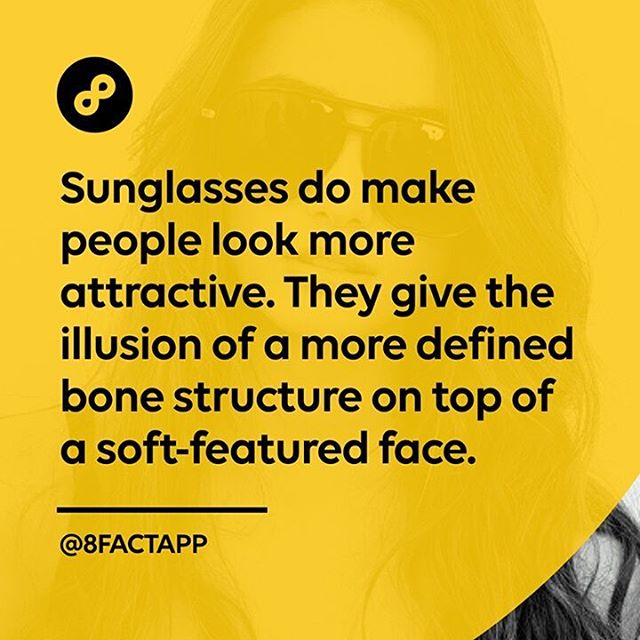 Sunglasses do make
people look more
attractive. They give the
illusion of a more defined
bone structure on top of
a soft-featured face.
@8FACTAPP